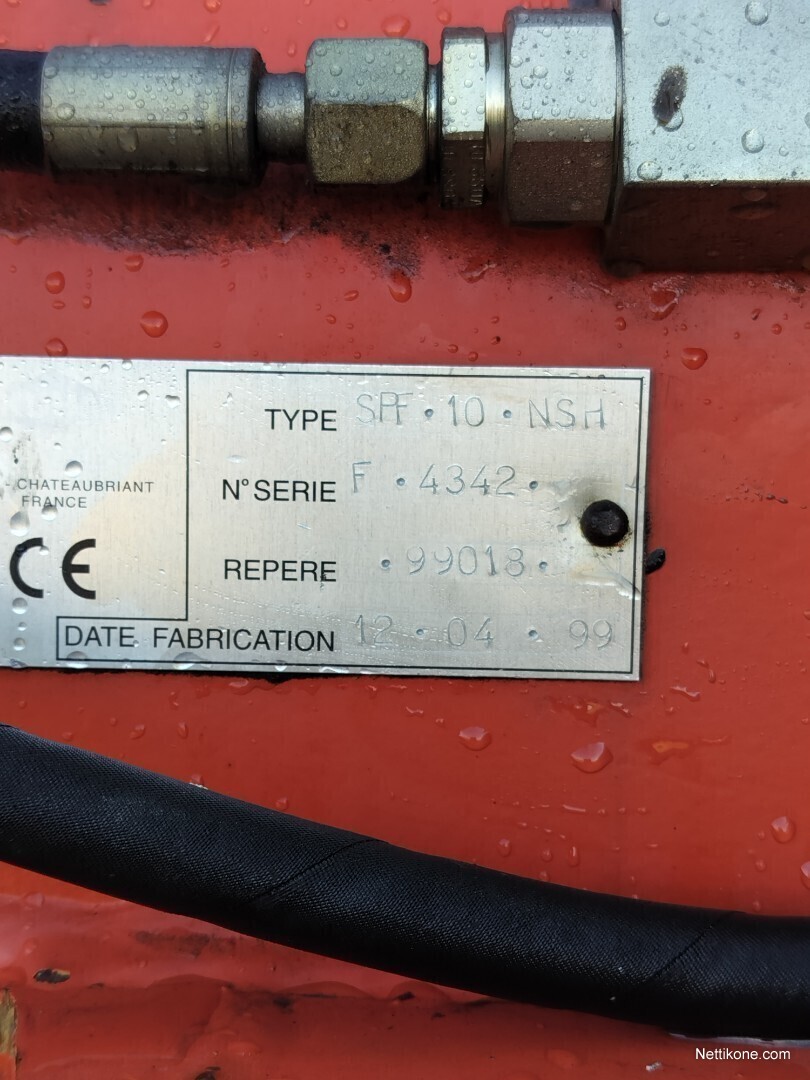 TYPE SPF · 10 · NSH
N° SERIE F · 4342 ·
- CHATEAUBRIANT
FRANCE
REPERE · 99018 ·
CE
DATE FABRICATION 12 · 04 · 99
Nettikone.com